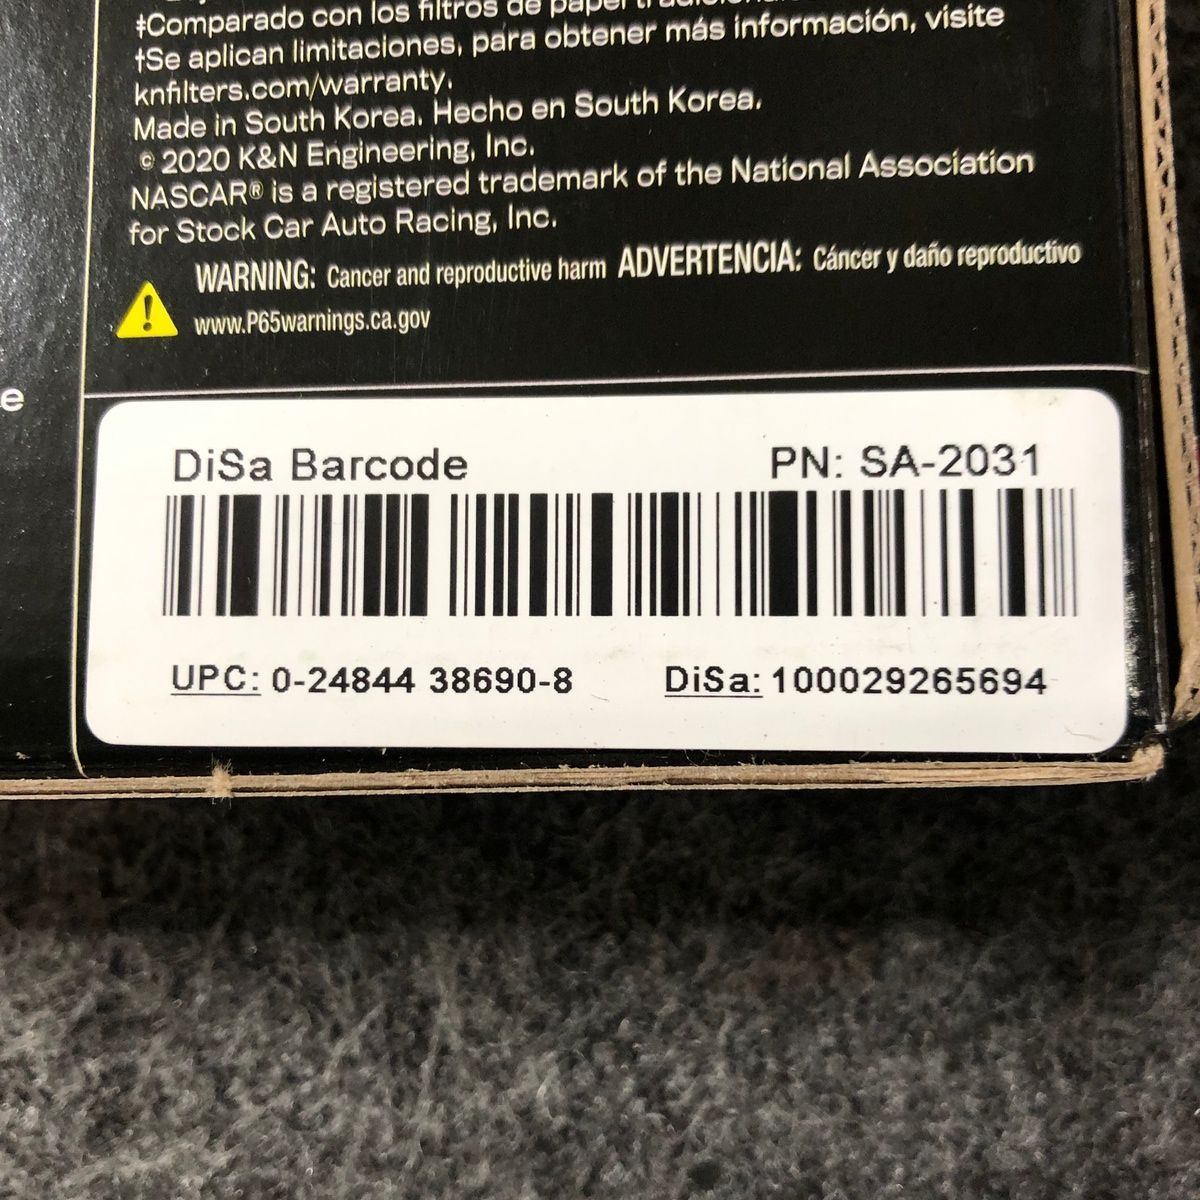 ‡Comparado con los filtros de papel
†Se aplican limitaciones, para obtener más información, visite
knfilters.com/warranty.
Made in South Korea. Hecho en South Korea.
© 2020 K&N Engineering, Inc.
NASCAR® is a registered trademark of the National Association
for Stock Car Auto Racing, Inc.
WARNING: Cancer and reproductive harm ADVERTENCIA: Cáncer y daño reproductivo
www.P65warnings.ca.gov
DiSa Barcode PN: SA-2031
UPC: 0-24844 38690-8 DiSa: 100029265694